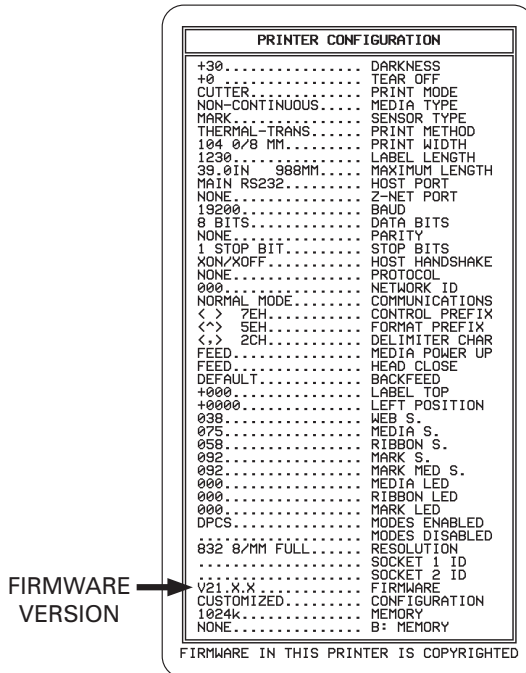 PRINTER CONFIGURATION
+30................. DARKNESS
+0 ................. TEAR OFF
CUTTER.............. PRINT MODE
NON-CONTINUOUS..... MEDIA TYPE
MARK................ SENSOR TYPE
THERMAL-TRANS...... PRINT METHOD
104 0/8 MM.......... PRINT WIDTH
1230................ LABEL LENGTH
39.0IN 988MM..... MAXIMUM LENGTH
MAIN RS232.......... HOST PORT
NONE................ Z-NET PORT
19200............... BAUD
8 BITS.............. DATA BITS
NONE................ PARITY
1 STOP BIT.......... STOP BITS
XON/XOFF............ HOST HANDSHAKE
NONE................ PROTOCOL
000................. NETWORK ID
NORMAL MODE......... COMMUNICATIONS
< > 7EH............. CONTROL PREFIX
<^> 5EH............. FORMAT PREFIX
<,> 2CH............. DELIMITER CHAR
FEED................ MEDIA POWER UP
FEED................ HEAD CLOSE
DEFAULT............. BACKFEED
+000................ LABEL TOP
+0000............... LEFT POSITION
038................. WEB S.
075................. MEDIA S.
058................. RIBBON S.
092................. MARK S.
092................. MARK MED S.
000................. MEDIA LED
000................. RIBBON LED
000................. MARK LED
DPCS................ MODES ENABLED
.................... MODES DISABLED
832 8/MM FULL...... RESOLUTION
.................... SOCKET 1 ID
.................... SOCKET 2 ID
V21.X.X ............ FIRMWARE
CUSTOMIZED.......... CONFIGURATION
1024k............... MEMORY
NONE................ B: MEMORY
FIRMWARE IN THIS PRINTER IS COPYRIGHTED
FIRMWARE
VERSION